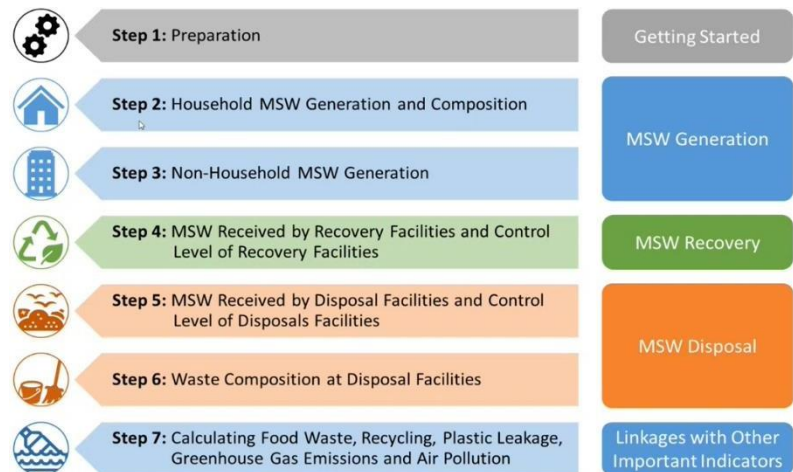 Step 1: Preparation
Getting Started
Step 2: Household MSW Generation and Composition
MSW Generation
Step 3: Non-Household MSW Generation
Step 4: MSW Received by Recovery Facilities and Control
Level of Recovery Facilities
MSW Recovery
Step 5: MSW Received by Disposal Facilities and Control
Level of Disposals Facilities
MSW Disposal
Step 6: Waste Composition at Disposal Facilities
Step 7: Calculating Food Waste, Recycling, Plastic Leakage,
Greenhouse Gas Emissions and Air Pollution
Linkages with Other
Important Indicators